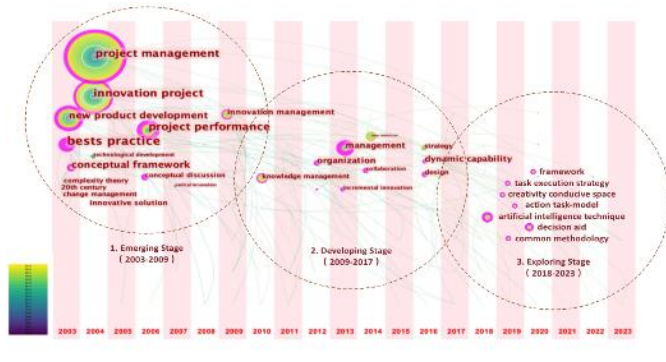 project management
innovation project
new product development
innovation management
project performance
bests practice
technological development
conceptual framework
conceptual discussion
complexity theory
20th century
change management
innovative solution
management
strategy
organization
dynamic capability
collaboration
design
knowledge management
incremental innovation
framework
task execution strategy
creativity conducive space
action task-model
artificial intelligence technique
decision aid
common methodology
1. Emerging Stage
( 2003-2009)
2. Developing Stage
( 2009-2017)
3. Exploring Stage
( 2018-2023)
2003 2004 2005 2006 2007 2008 2009 2010 2011 2012 2013 2014 2015 2016 2017 2018 2019 2020 2021 2022 2023